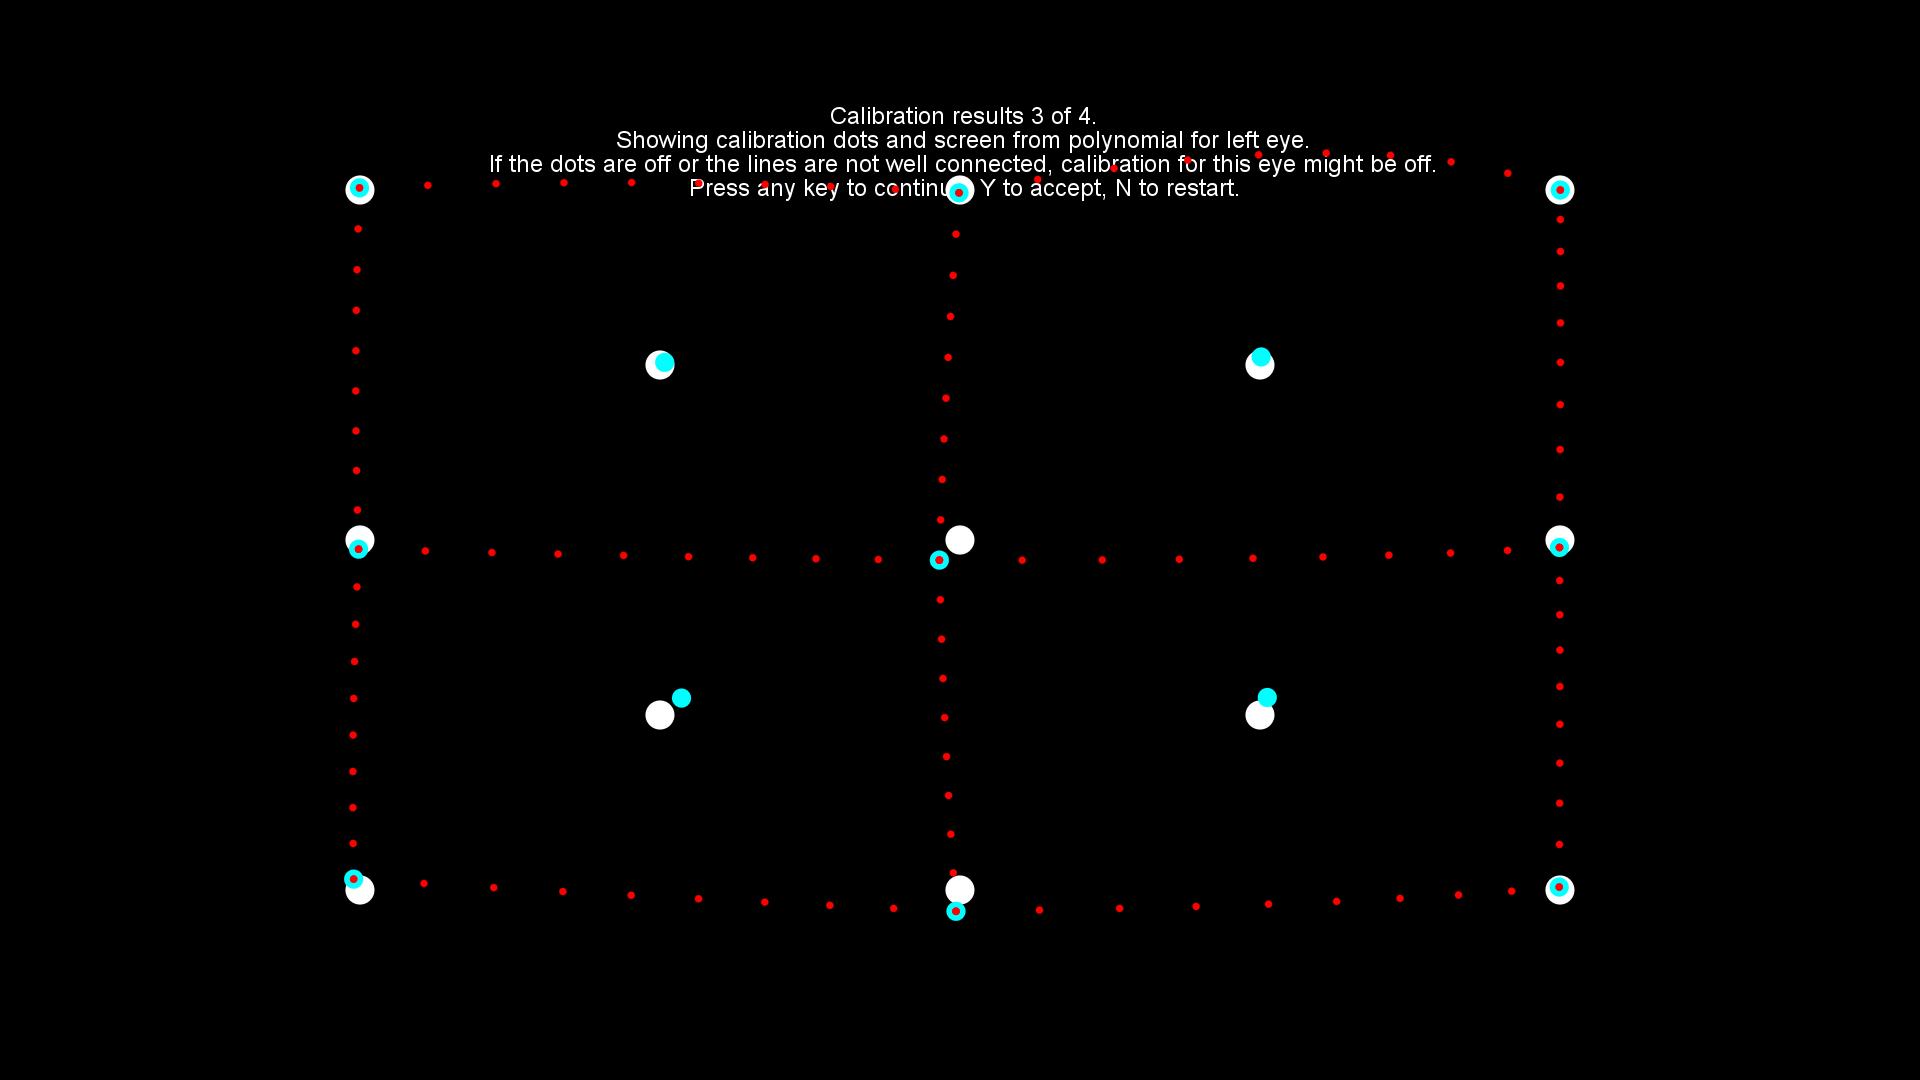 Calibration results 3 of 4.
Showing calibration dots and screen from polynomial for left eye.
If the dots are off or the lines are not well connected, calibration for this eye might be off.
Press any key to continu Y to accept, N to restart.